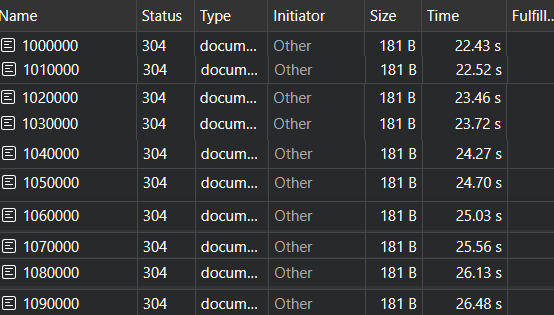 Name Status Type Initiator Size Time Fulfill...
1000000 304 docum... Other 181 B 22.43 s
1010000 304 docum... Other 181 B 22.52 s
1020000 304 docum... Other 181 B 23.46 s
1030000 304 docum... Other 181 B 23.72 s
1040000 304 docum... Other 181 B 24.27 s
1050000 304 docum... Other 181 B 24.70 s
1060000 304 docum... Other 181 B 25.03 s
1070000 304 docum... Other 181 B 25.56 s
1080000 304 docum... Other 181 B 26.13 s
1090000 304 docum... Other 181 B 26.48 s